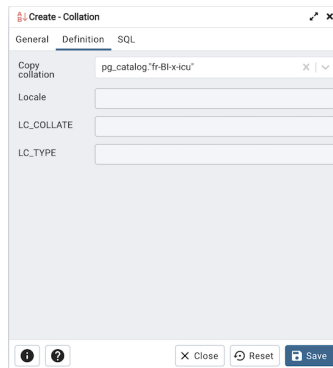 Create - Collation
General Definition SQL
Copy collation pg_catalog."fr-BI-x-icu"
Locale
LC_COLLATE
LC_TYPE
Close Reset Save